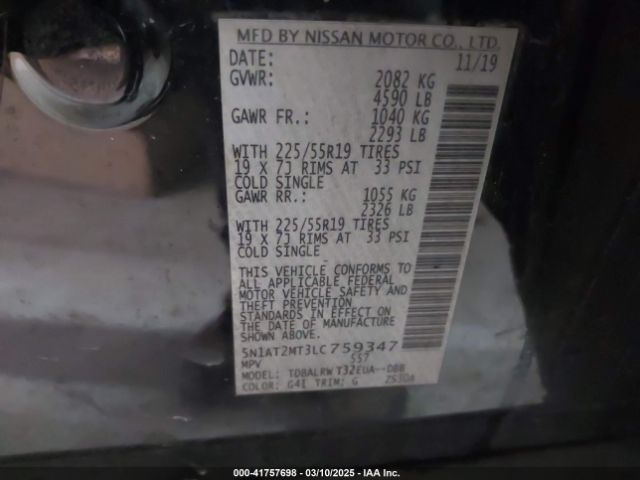 MFD BY NISSAN MOTOR CO., LTD.
DATE: 11/19
GVWR: 2082 KG
4590 LB
GAWR FR.: 1040 KG
2293 LB
WITH 225/55R19 TIRES
19 X 7J RIMS AT 33 PSI
COLD SINGLE
GAWR RR.: 1055 KG
2326 LB
WITH 225/55R19 TIRES
19 X 7J RIMS AT 33 PSI
COLD SINGLE
THIS VEHICLE CONFORMS TO
ALL APPLICABLE FEDERAL
MOTOR VEHICLE SAFETY AND
THEFT PREVENTION
STANDARDS IN EFFECT ON
THE DATE OF MANUFACTURE
SHOWN ABOVE.
5N1AT2MT3LC759347
MPV 557
MODEL: TDBALRW T32EUA--DBB
COLOR: G41 TRIM: G ZS30A
000-41757698 - 03/10/2025 - IAA Inc.